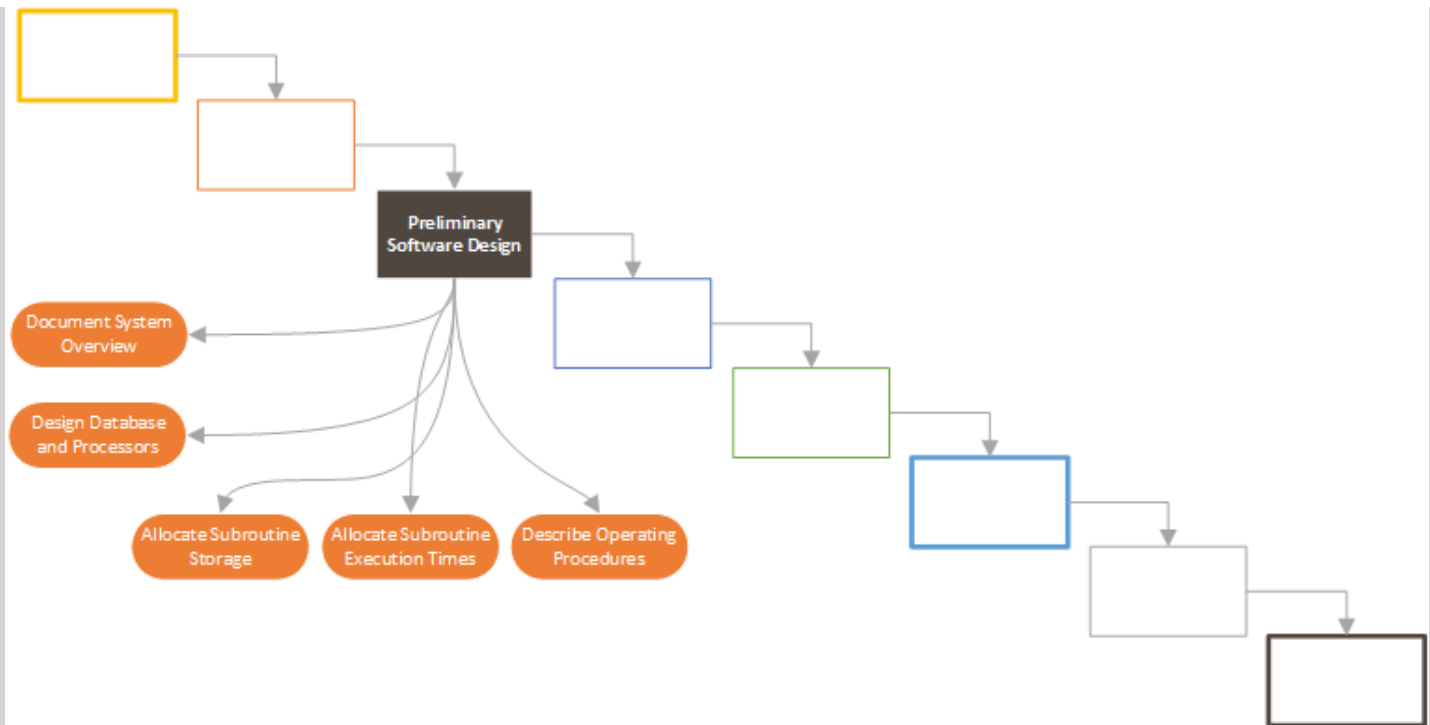 Preliminary
Software Design
Document System
Overview
Design Database
and Processors
Allocate Subroutine
Storage
Allocate Subroutine
Execution Times
Describe Operating
Procedures